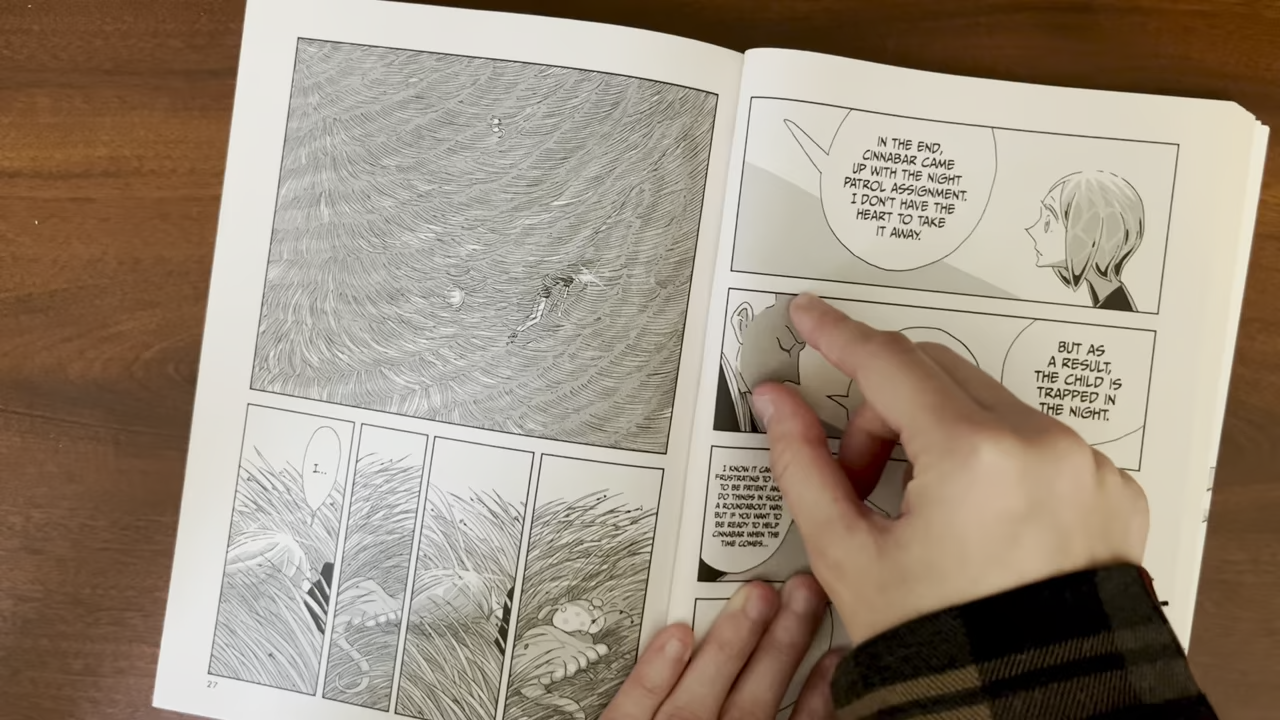 I...
27
IN THE END,
CINNABAR CAME
UP WITH THE NIGHT
PATROL ASSIGNMENT.
I DON'T HAVE THE
HEART TO TAKE
IT AWAY.
BUT AS
A RESULT,
THE CHILD IS
TRAPPED IN
THE NIGHT.
I KNOW IT CAN
FRUSTRATING TO
TO BE PATIENT AND
DO THINGS IN SUCH
A ROUNDABOUT WAY.
BUT IF YOU WANT TO
BE READY TO HELP
CINNABAR WHEN THE
TIME COMES...